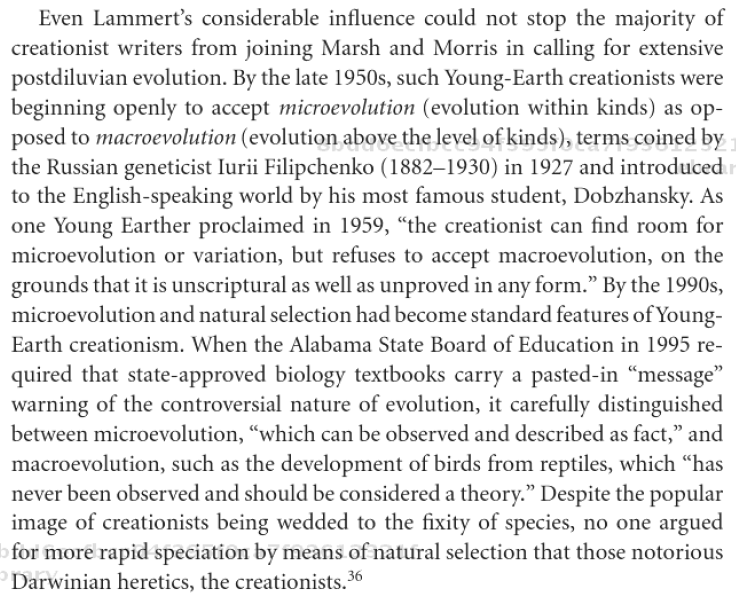 Even Lammert’s considerable influence could not stop the majority of
creationist writers from joining Marsh and Morris in calling for extensive
postdiluvian evolution. By the late 1950s, such Young-Earth creationists were
beginning openly to accept microevolution (evolution within kinds) as op-
posed to macroevolution (evolution above the level of kinds), terms coined by
the Russian geneticist Iurii Filipchenko (1882–1930) in 1927 and introduced
to the English-speaking world by his most famous student, Dobzhansky. As
one Young Earther proclaimed in 1959, “the creationist can find room for
microevolution or variation, but refuses to accept macroevolution, on the
grounds that it is unscriptural as well as unproved in any form.” By the 1990s,
microevolution and natural selection had become standard features of Young-
Earth creationism. When the Alabama State Board of Education in 1995 re-
quired that state-approved biology textbooks carry a pasted-in “message”
warning of the controversial nature of evolution, it carefully distinguished
between microevolution, “which can be observed and described as fact,” and
macroevolution, such as the development of birds from reptiles, which “has
never been observed and should be considered a theory.” Despite the popular
image of creationists being wedded to the fixity of species, no one argued
for more rapid speciation by means of natural selection that those notorious
Darwinian heretics, the creationists.36